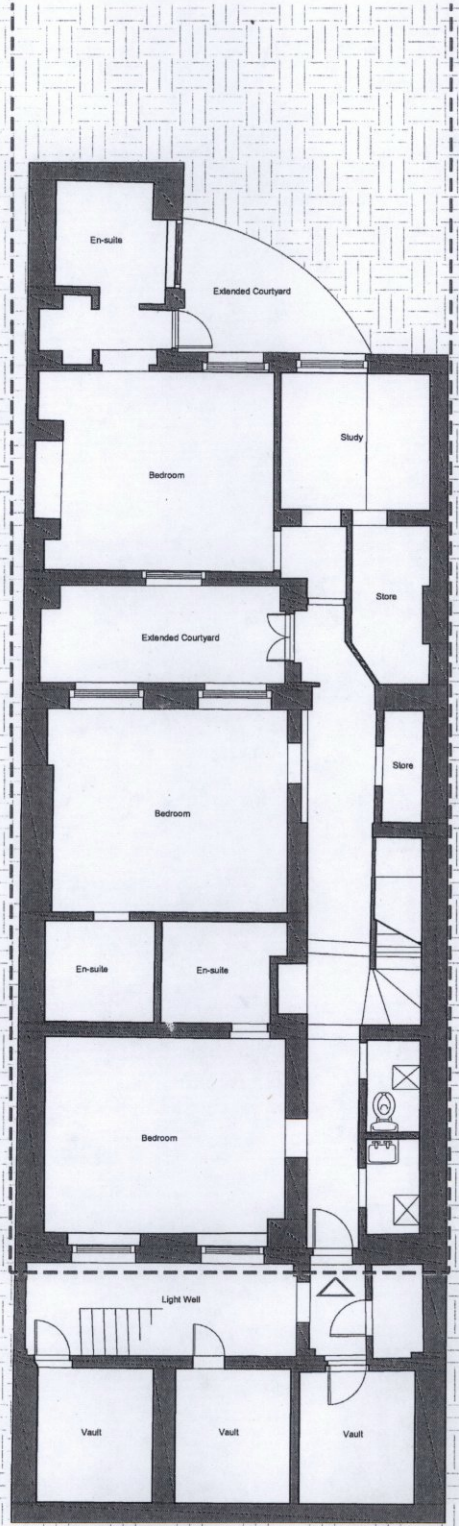 En-suite
Extended Courtyard
Study
Bedroom
Store
Extended Courtyard
Store
Bedroom
En-suite
En-suite
Bedroom
Light Well
Vault
Vault
Vault